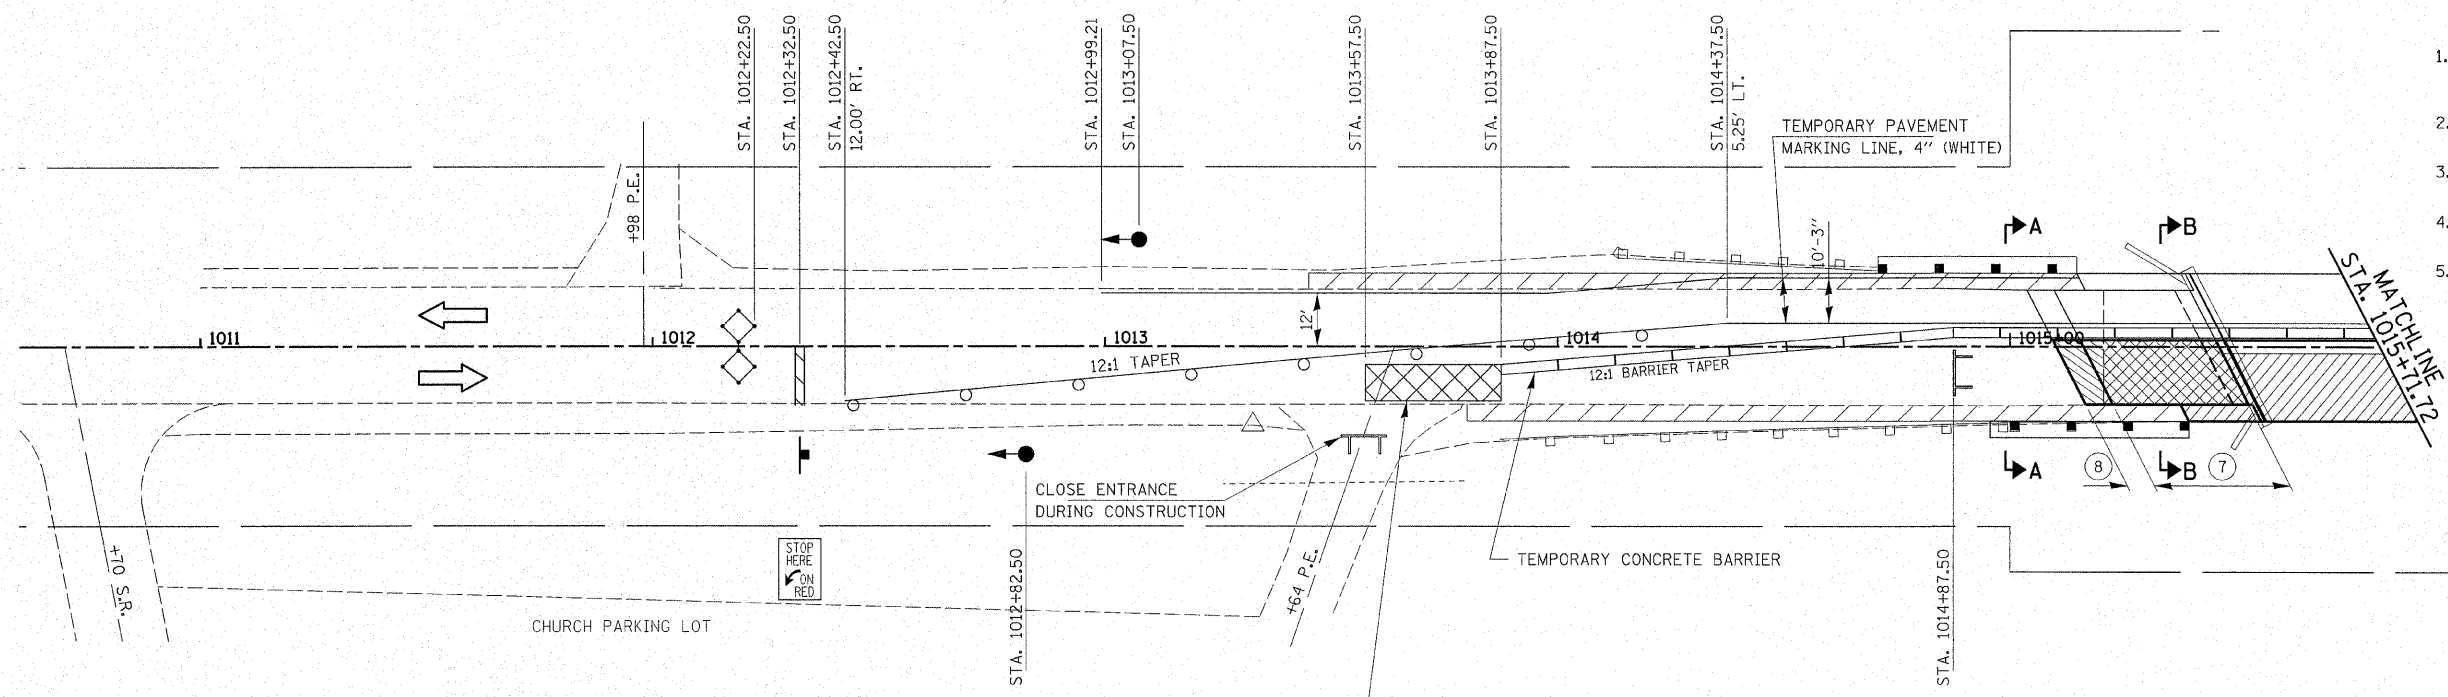 STA. 1012+22.50
STA. 1012+32.50
STA. 1012+42.50
12.00' RT.
STA. 1012+99.21
STA. 1013+07.50
STA. 1013+57.50
STA. 1013+87.50
STA. 1014+37.50
5.25' LT.
1.
2.
3.
4.
5.
TEMPORARY PAVEMENT
MARKING LINE, 4" (WHITE)
+98 P.E.
A
B
10'-3"
12'
MATCHLINE
STA. 1015+71.72
1011
1012
1013
1014
1015+00
12:1 TAPER
12:1 BARRIER TAPER
CLOSE ENTRANCE
DURING CONSTRUCTION
A
8
B
7
+70 S.R.
STOP
HERE
ON
RED
STA. 1012+82.50
+64 P.E.
TEMPORARY CONCRETE BARRIER
STA. 1014+87.50
CHURCH PARKING LOT